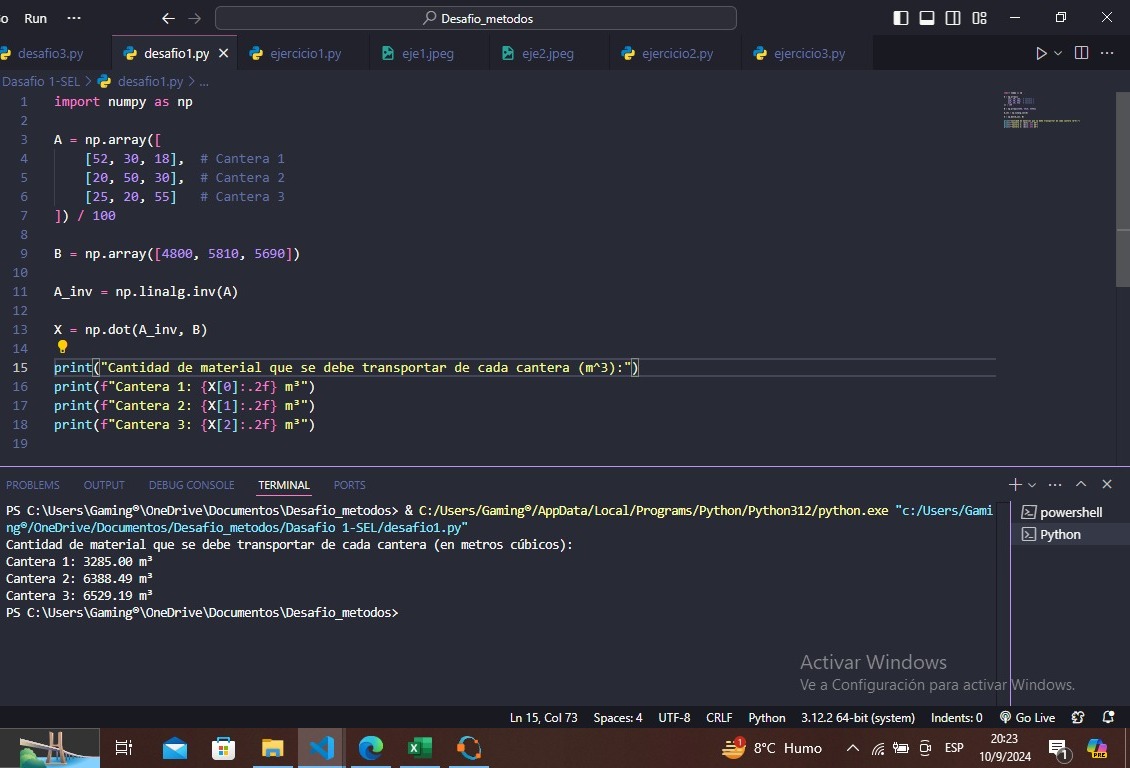 o Run ··· Desafio_metodos
desafio3.py desafio1.py ejercicio1.py eje1.jpeg eje2.jpeg ejercicio2.py ejercicio3.py
Dasafio 1-SEL > desafio1.py > ...
1 import numpy as np
2
3 A = np.array([
4 [52, 30, 18], # Cantera 1
5 [20, 50, 30], # Cantera 2
6 [25, 20, 55] # Cantera 3
7 ]) / 100
8
9 B = np.array([4800, 5810, 5690])
10
11 A_inv = np.linalg.inv(A)
12
13 X = np.dot(A_inv, B)
14
15 print("Cantidad de material que se debe transportar de cada cantera (m^3):")
16 print(f"Cantera 1: {X[0]:.2f} m³")
17 print(f"Cantera 2: {X[1]:.2f} m³")
18 print(f"Cantera 3: {X[2]:.2f} m³")
19
PROBLEMS OUTPUT DEBUG CONSOLE TERMINAL PORTS
PS C:\Users\Gaming®\OneDrive\Documentos\Desafio_metodos> & C:/Users/Gaming®/AppData/Local/Programs/Python/Python312/python.exe "c:/Users/Gami
ng®/OneDrive/Documentos/Desafio_metodos/Dasafio 1-SEL/desafio1.py"
Cantidad de material que se debe transportar de cada cantera (en metros cúbicos):
Cantera 1: 3285.00 m³
Cantera 2: 6388.49 m³
Cantera 3: 6529.19 m³
PS C:\Users\Gaming®\OneDrive\Documentos\Desafio_metodos>
powershell
Python
Activar Windows
Ve a Configuración para activar Windows.
Ln 15, Col 73 Spaces: 4 UTF-8 CRLF Python 3.12.2 64-bit (system) Indents: 0 Go Live
1 8°C Humo ESP 20:23
10/9/2024 1 PRE